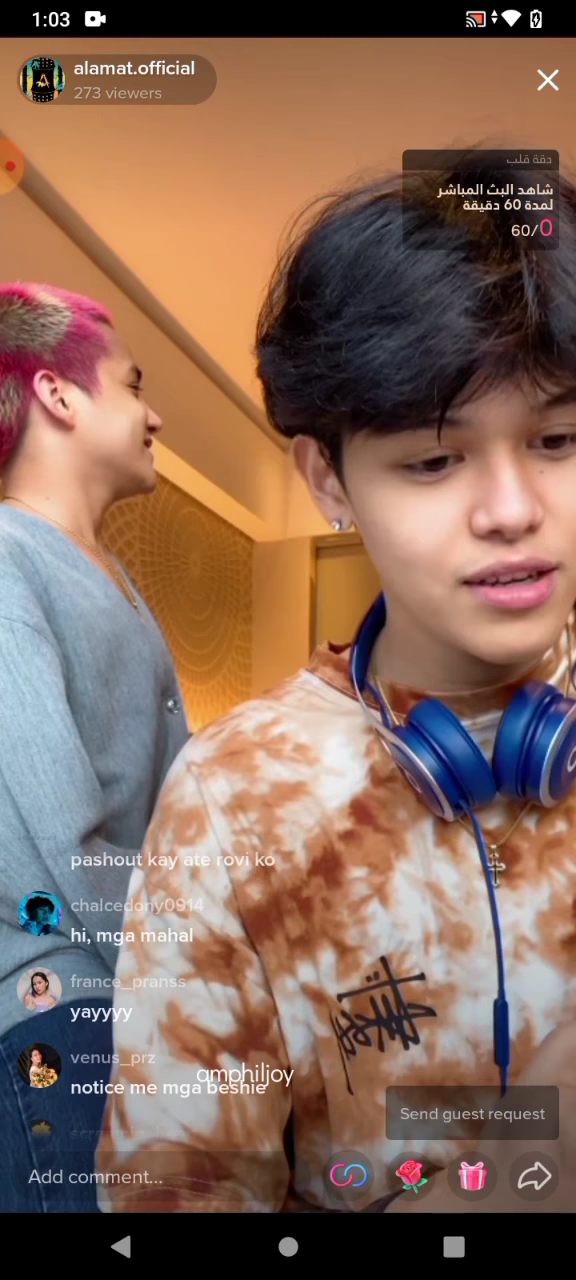 1:03
alamat.official
273 viewers
دقة قلب
شاهد البث المباشر
لمدة 60 دقيقة
60/0
pashout kay ate rovi ko
chalcedony0914
hi, mga mahal
france_pranss
yayyyy
venus_prz
notice me mga beshie
amphiljoy
Send guest request
Add comment...